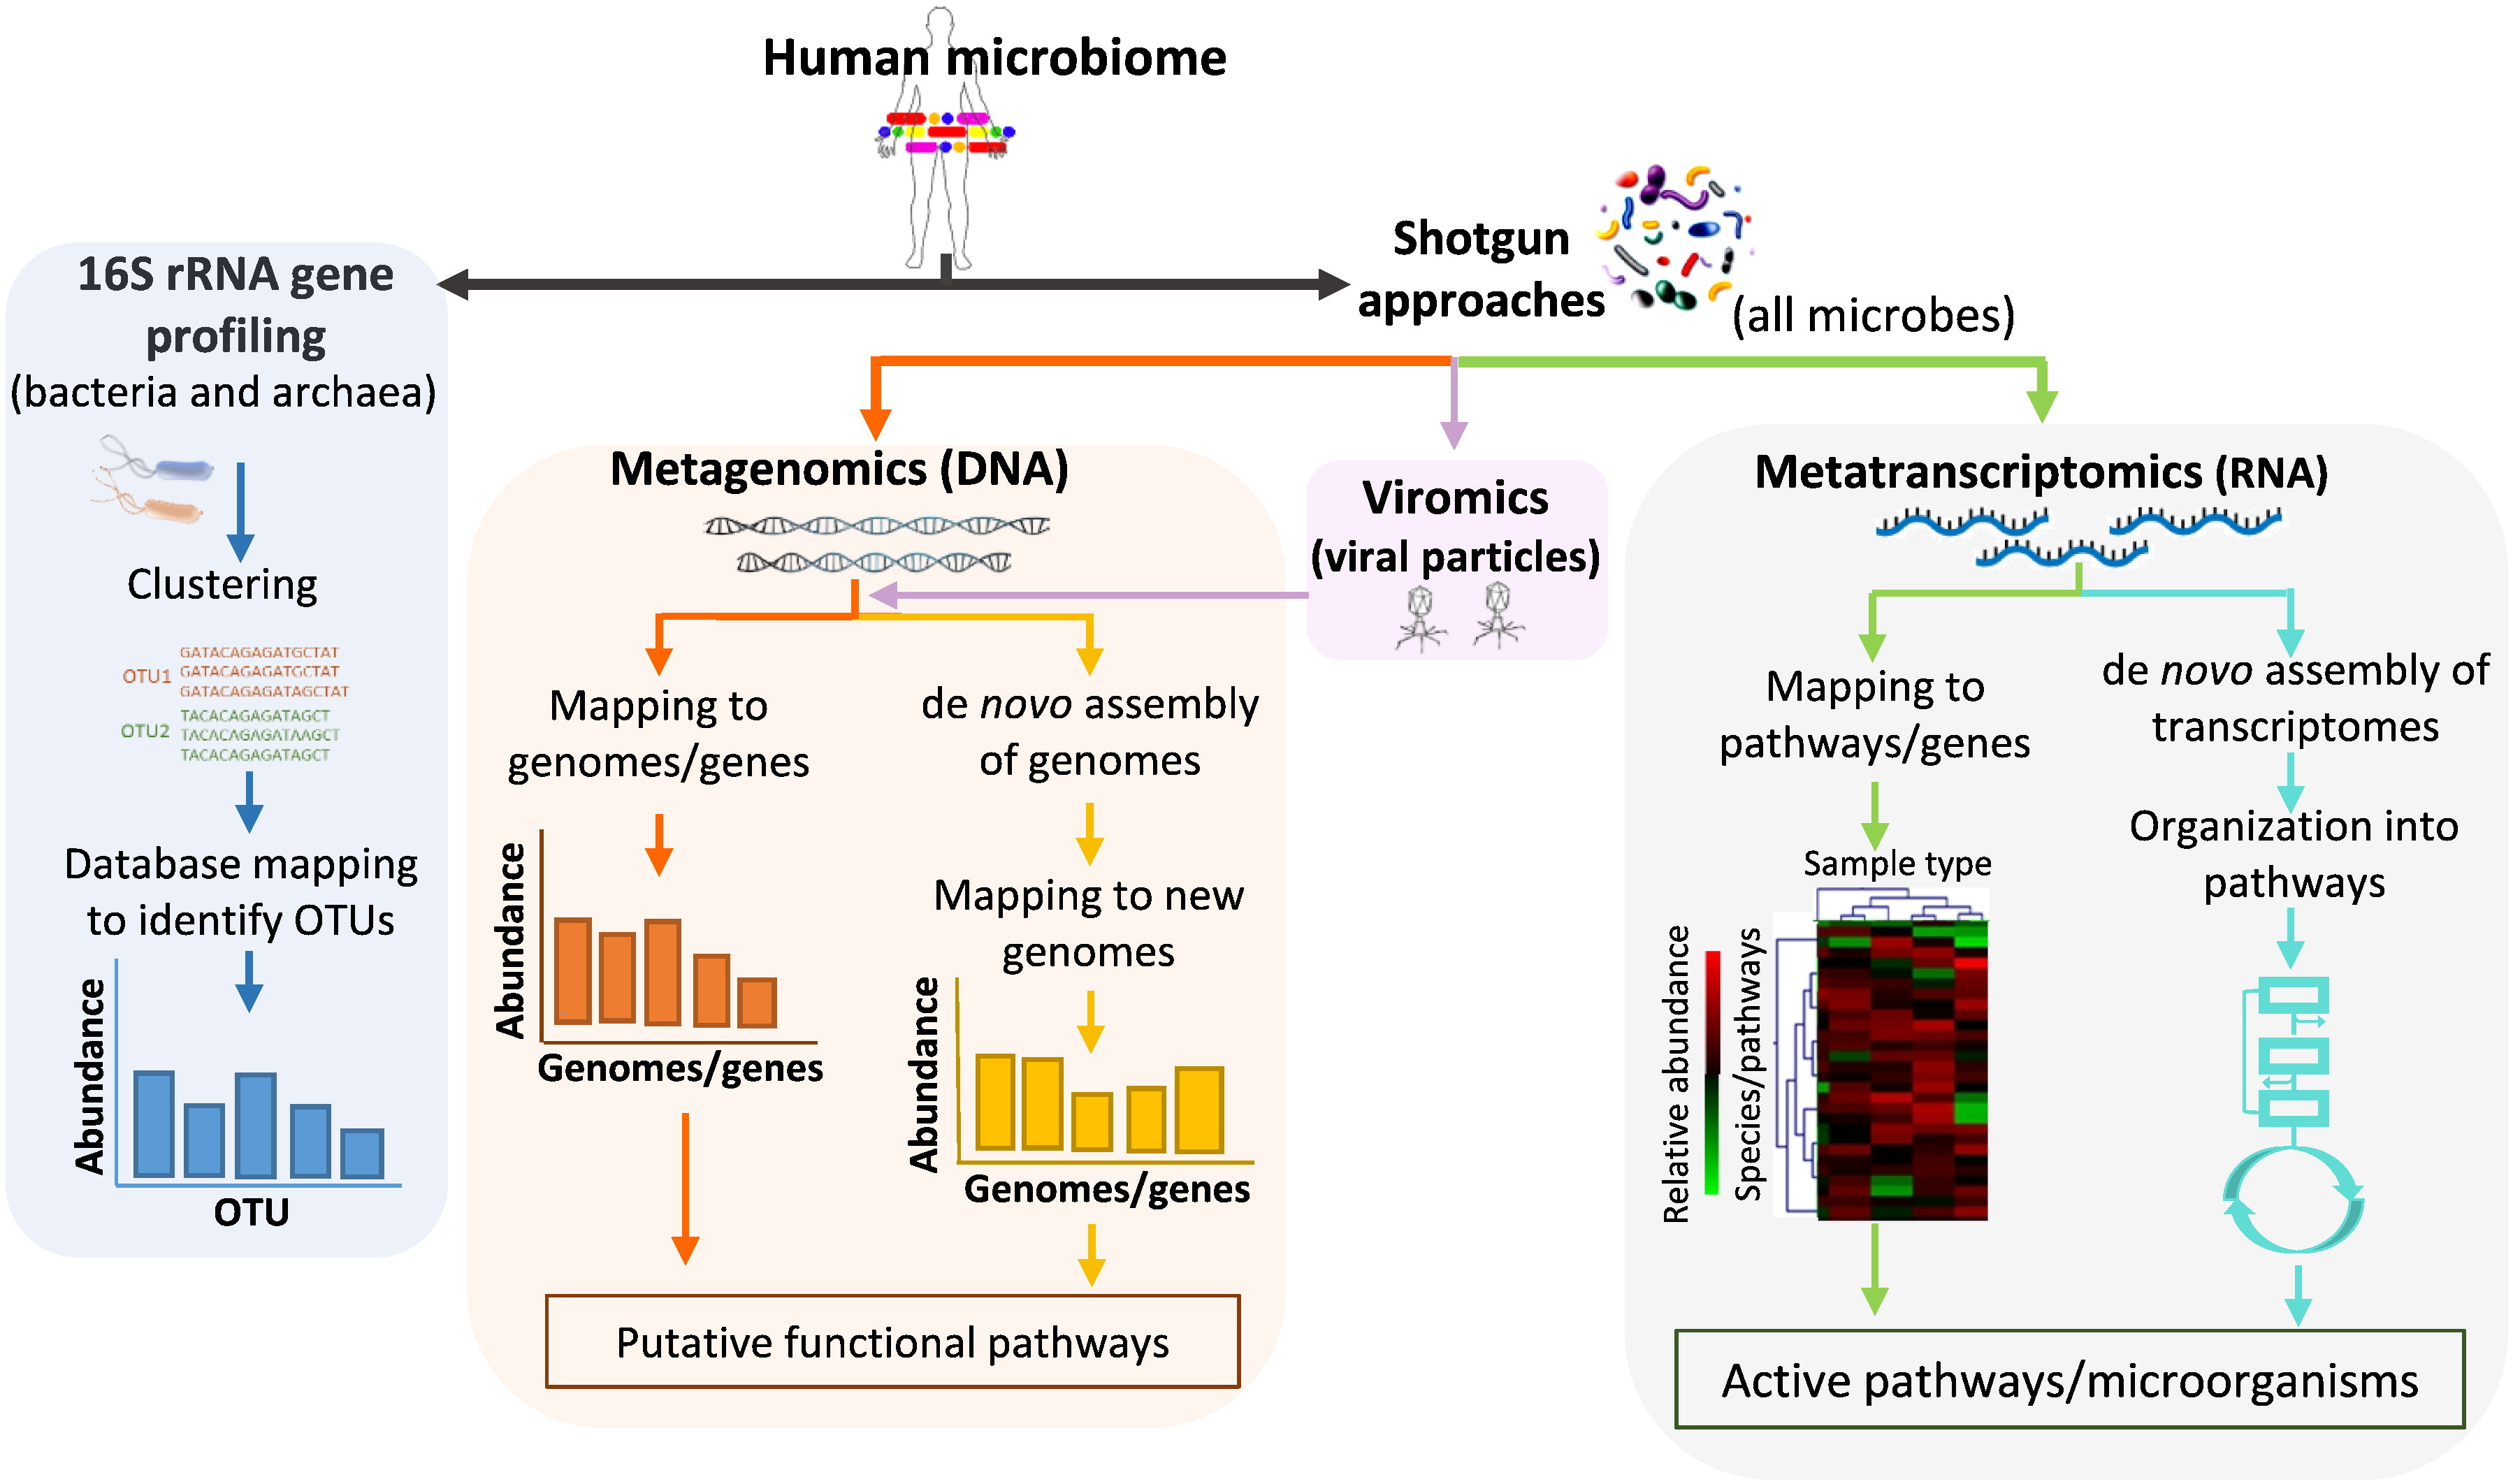 Human microbiome
16S rRNA gene
profiling
(bacteria and archaea)
Clustering
OTU1
GATACAGAGATGCTAT
GATACAGAGATGCTAT
GATACAGAGATAGCTAT
OTU2
TACACAGAGATAGCT
TACACAGAGATAAGCT
TACACAGAGATAGCT
Database mapping
to identify OTUs
Abundance
OTU
Shotgun
approaches
(all microbes)
Metagenomics (DNA)
Mapping to
genomes/genes
Abundance
Genomes/genes
de novo assembly
of genomes
Mapping to new
genomes
Abundance
Genomes/genes
Putative functional pathways
Viromics
(viral particles)
Metatranscriptomics (RNA)
Mapping to
pathways/genes
Sample type
Relative abundance
Species/pathways
de novo assembly of
transcriptomes
Organization into
pathways
Active pathways/microorganisms